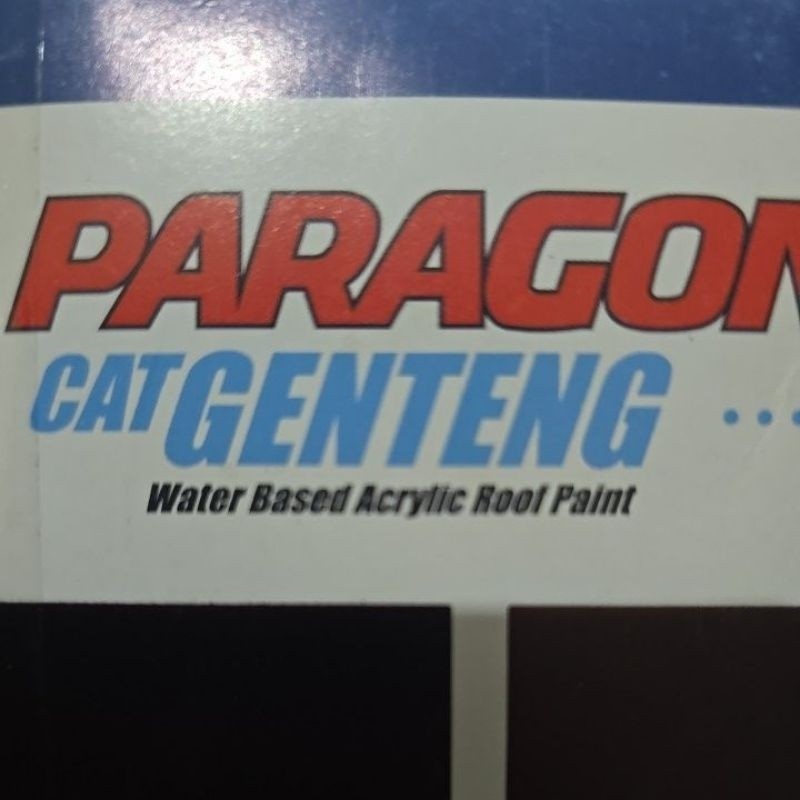 PARAGON
CAT GENTENG
Water Based Acrylic Roof Paint